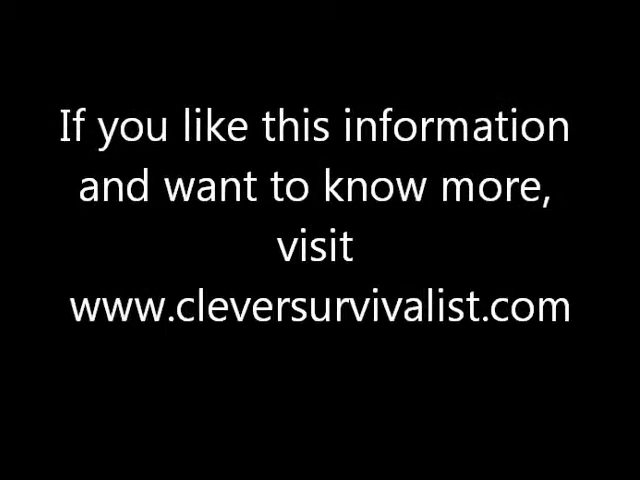 If you like this information
and want to know more,
visit
www.cleversurvivalist.com